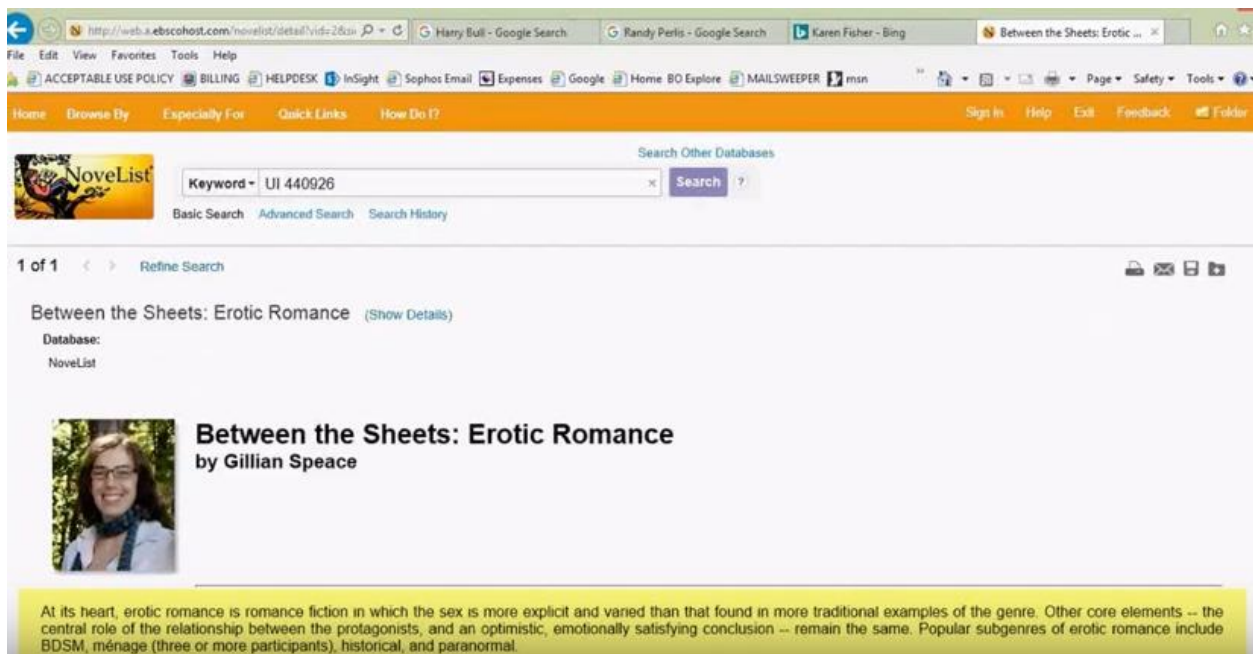 http://web.a.ebscohost.com/novelist/detail?vid=2&si
Harry Bull - Google Search
Randy Perlis - Google Search
Karen Fisher - Bing
Between the Sheets: Erotic ...
File Edit View Favorites Tools Help
ACCEPTABLE USE POLICY BILLING HELPDESK InSight Sophos Email Expenses Google Home BO Explore MAILSWEEPER msn
Page Safety Tools
Home Browse By Especially For Quick Links How Do I? Sign In Help Exit Feedback Folder
Search Other Databases
NoveList
Keyword UI 440926 × Search ?
Basic Search Advanced Search Search History
1 of 1 < > Refine Search
Between the Sheets: Erotic Romance (Show Details)
Database:
NoveList
Between the Sheets: Erotic Romance
by Gillian Speace
At its heart, erotic romance is romance fiction in which the sex is more explicit and varied than that found in more traditional examples of the genre. Other core elements -- the
central role of the relationship between the protagonists, and an optimistic, emotionally satisfying conclusion -- remain the same. Popular subgenres of erotic romance include
BDSM, ménage (three or more participants), historical, and paranormal.